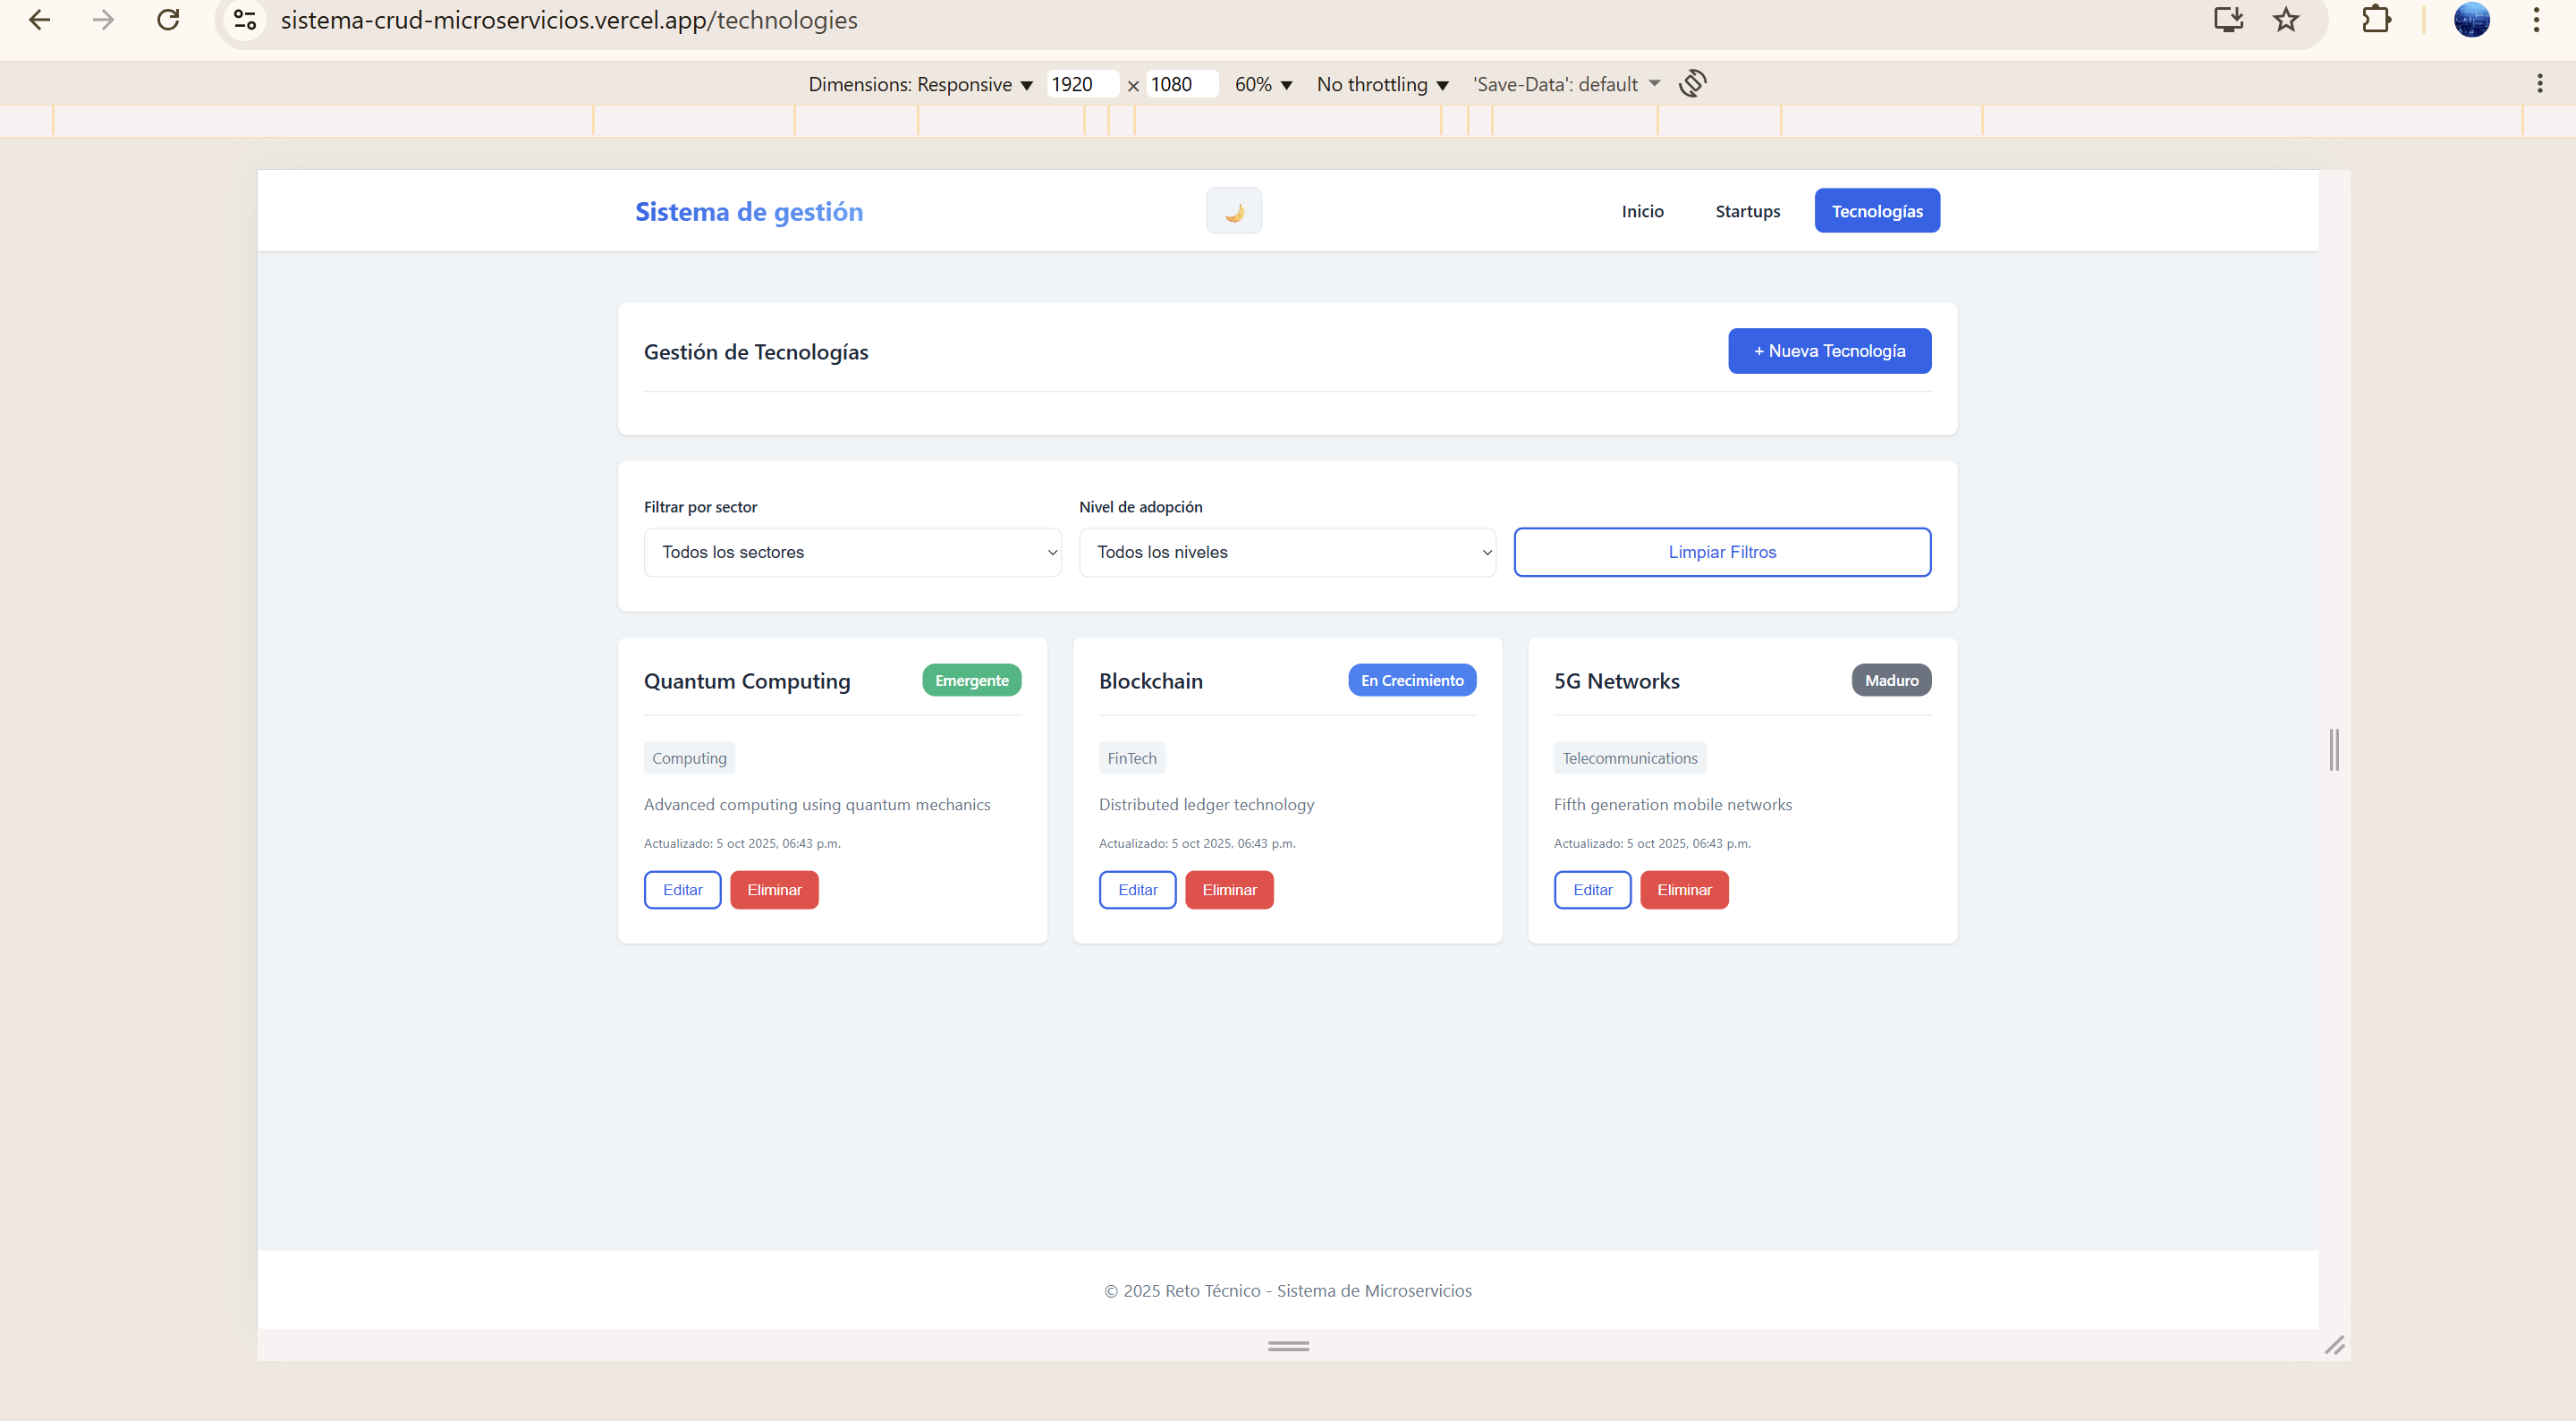 sistema-crud-microservicios.vercel.app/technologies
Dimensions: Responsive 1920 × 1080 60% No throttling 'Save-Data': default
Sistema de gestión Inicio Startups Tecnologías
Gestión de Tecnologías + Nueva Tecnología
Filtrar por sector Nivel de adopción
Todos los sectores Todos los niveles Limpiar Filtros
Quantum Computing Emergente
Computing
Advanced computing using quantum mechanics
Actualizado: 5 oct 2025, 06:43 p.m.
Editar Eliminar
Blockchain En Crecimiento
FinTech
Distributed ledger technology
Actualizado: 5 oct 2025, 06:43 p.m.
Editar Eliminar
5G Networks Maduro
Telecommunications
Fifth generation mobile networks
Actualizado: 5 oct 2025, 06:43 p.m.
Editar Eliminar
© 2025 Reto Técnico - Sistema de Microservicios